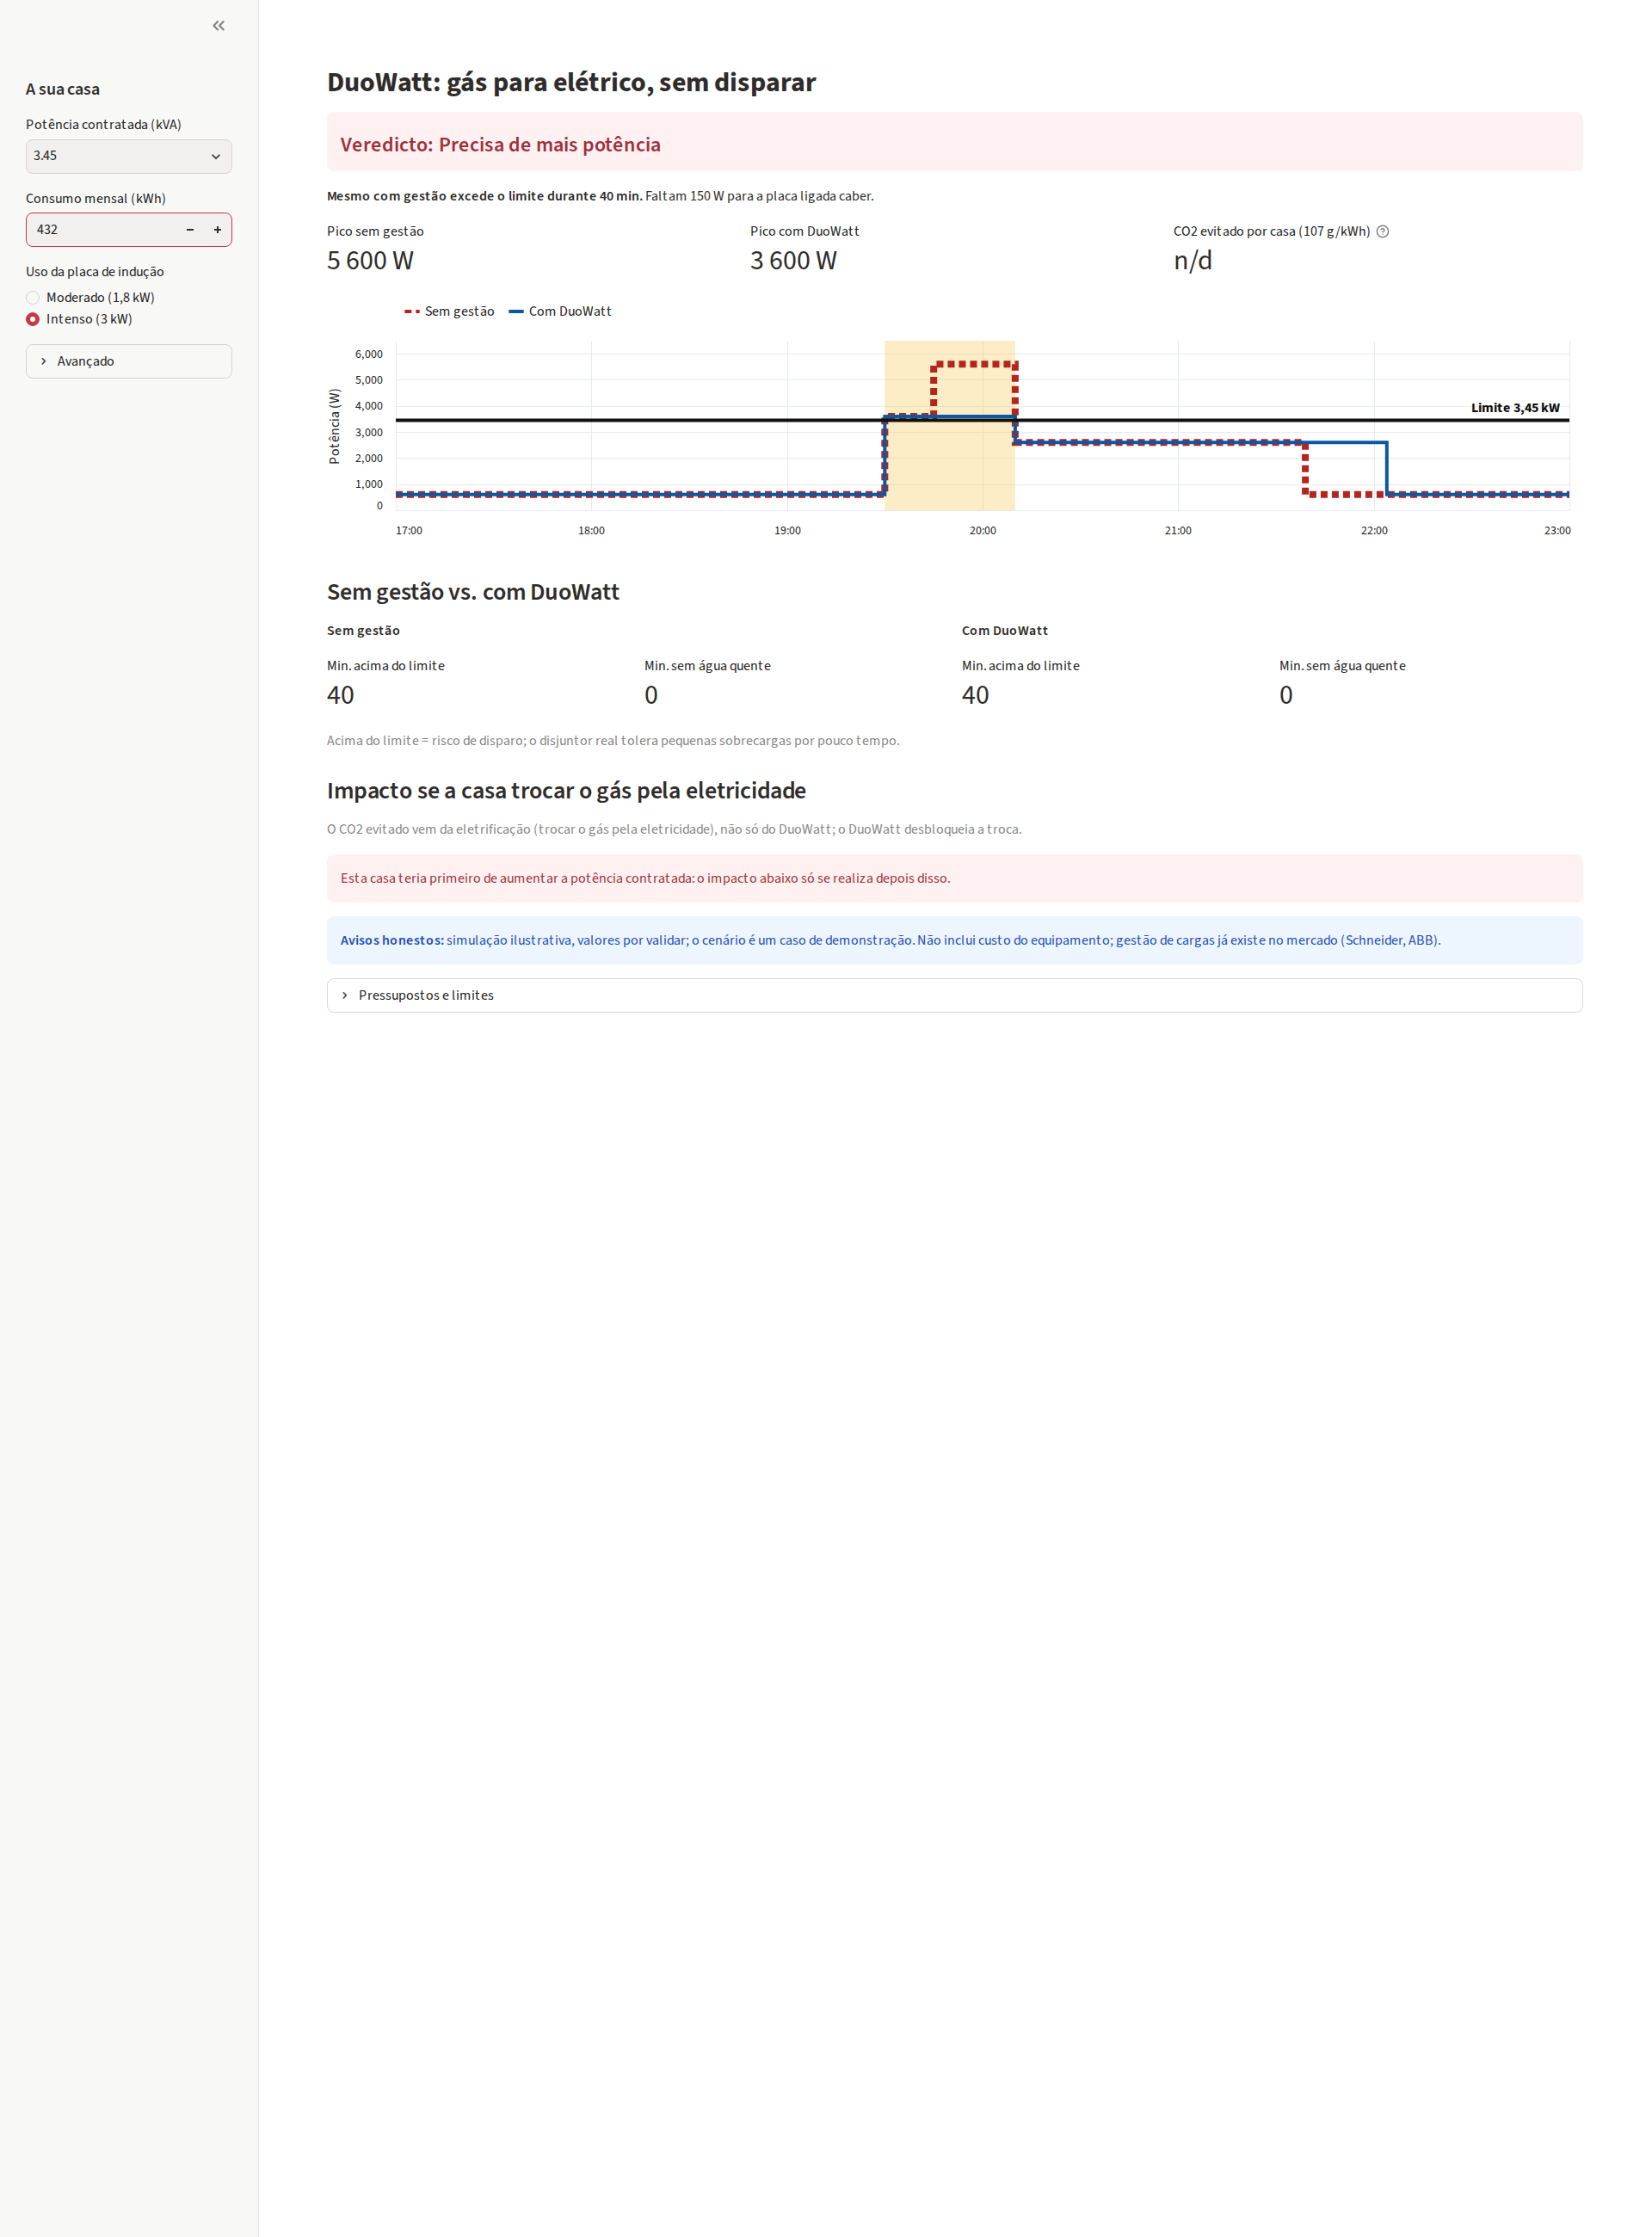 A sua casa
Potência contratada (kVA)
3.45
Consumo mensal (kWh)
432
Uso da placa de indução
Moderado (1,8 kW)
Intenso (3 kW)
Avançado
DuoWatt: gás para elétrico, sem disparar
Veredicto: Precisa de mais potência
Mesmo com gestão excede o limite durante 40 min. Faltam 150 W para a placa ligada caber.
Pico sem gestão
5 600 W
Pico com DuoWatt
3 600 W
CO2 evitado por casa (107 g/kWh)
n/d
Sem gestão
Com DuoWatt
Potência (W)
6,000
5,000
4,000
3,000
2,000
1,000
0
Limite 3,45 kW
17:00
18:00
19:00
20:00
21:00
22:00
23:00
Sem gestão vs. com DuoWatt
Sem gestão
Min. acima do limite
40
Min. sem água quente
0
Com DuoWatt
Min. acima do limite
40
Min. sem água quente
0
Acima do limite = risco de disparo; o disjuntor real tolera pequenas sobrecargas por pouco tempo.
Impacto se a casa trocar o gás pela eletricidade
O CO2 evitado vem da eletrificação (trocar o gás pela eletricidade), não só do DuoWatt; o DuoWatt desbloqueia a troca.
Esta casa teria primeiro de aumentar a potência contratada: o impacto abaixo só se realiza depois disso.
Avisos honestos: simulação ilustrativa, valores por validar; o cenário é um caso de demonstração. Não inclui custo do equipamento; gestão de cargas já existe no mercado (Schneider, ABB).
Pressupostos e limites